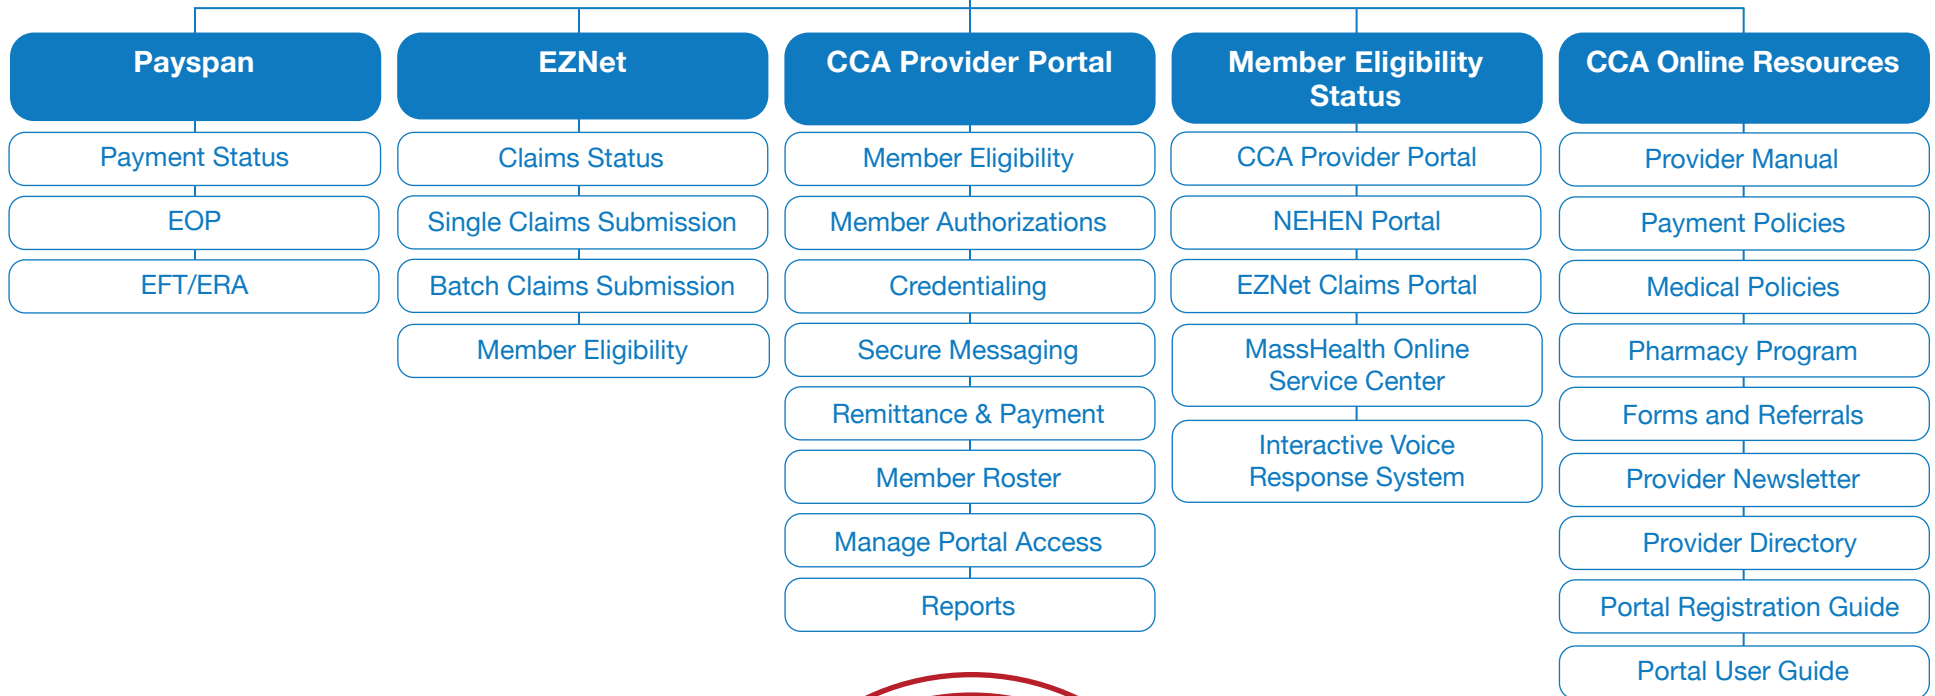 Payspan
Payment Status
EOP
EFT/ERA
EZNet
Claims Status
Single Claims Submission
Batch Claims Submission
Member Eligibility
CCA Provider Portal
Member Eligibility
Member Authorizations
Credentialing
Secure Messaging
Remittance & Payment
Member Roster
Manage Portal Access
Reports
Member Eligibility
Status
CCA Provider Portal
NEHEN Portal
EZNet Claims Portal
MassHealth Online
Service Center
Interactive Voice
Response System
CCA Online Resources
Provider Manual
Payment Policies
Medical Policies
Pharmacy Program
Forms and Referrals
Provider Newsletter
Provider Directory
Portal Registration Guide
Portal User Guide